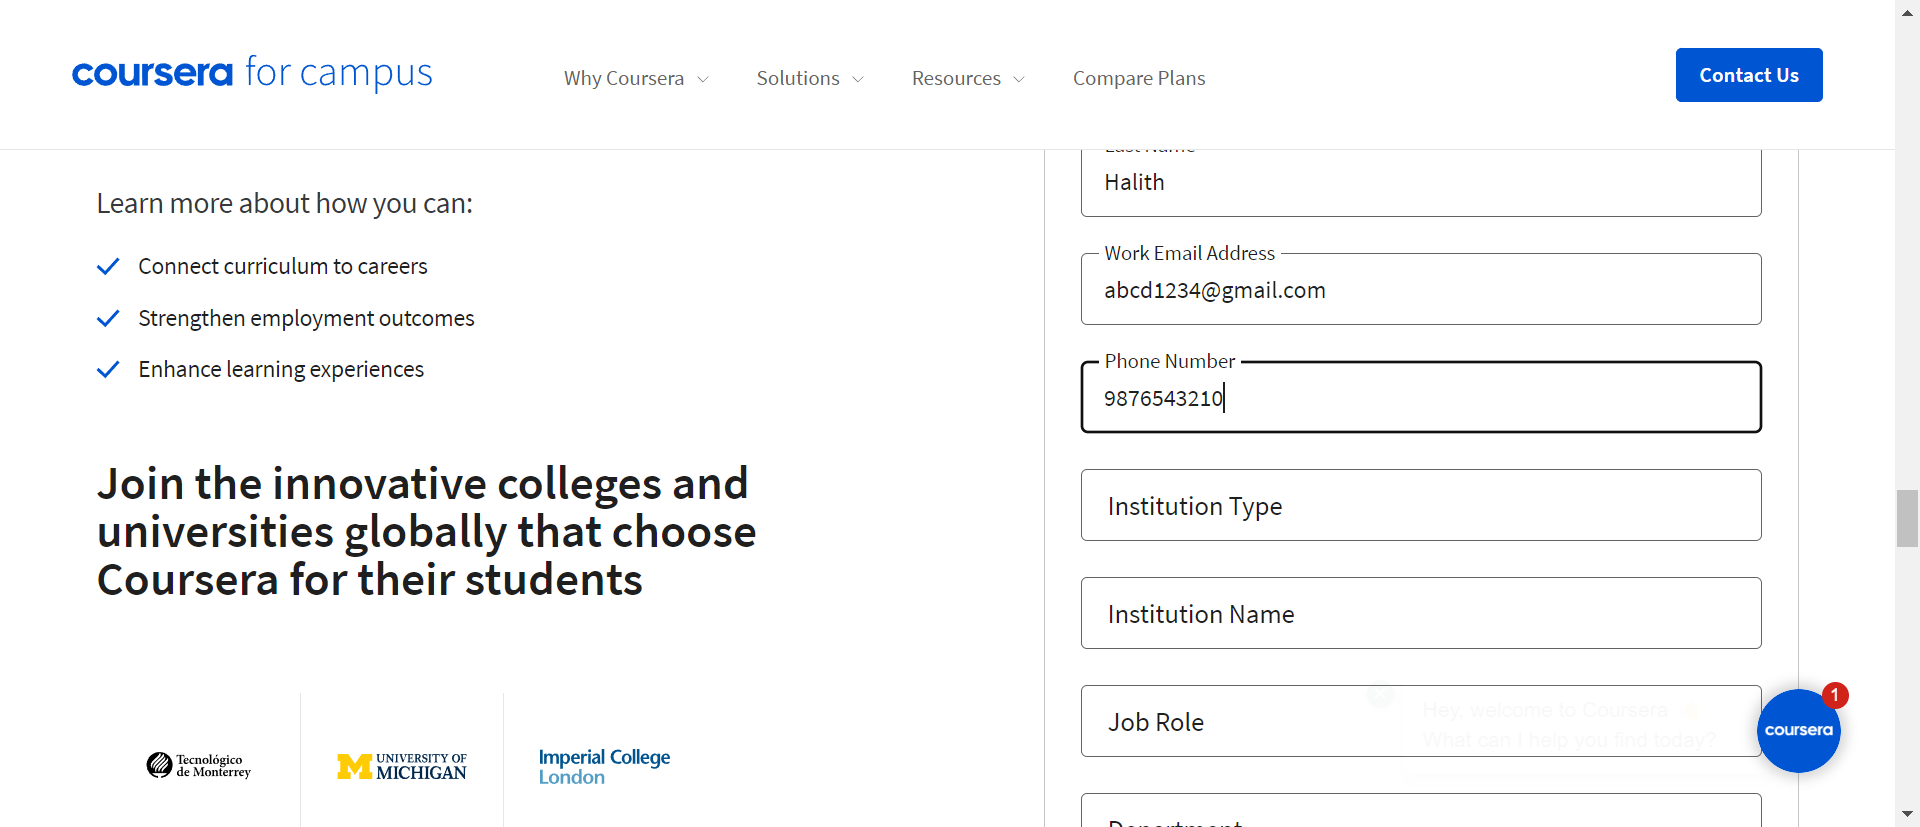 coursera for campus
Why Coursera
Solutions
Resources
Compare Plans
Contact Us
Learn more about how you can:
Connect curriculum to careers
Strengthen employment outcomes
Enhance learning experiences
Join the innovative colleges and
universities globally that choose
Coursera for their students
Tecnológico
de Monterrey
UNIVERSITY OF
MICHIGAN
Imperial College
London
Last Name
Halith
Work Email Address
abcd1234@gmail.com
Phone Number
9876543210
Institution Type
Institution Name
Job Role
Hey, welcome to Coursera
What can I help you find today?
1
coursera
Department